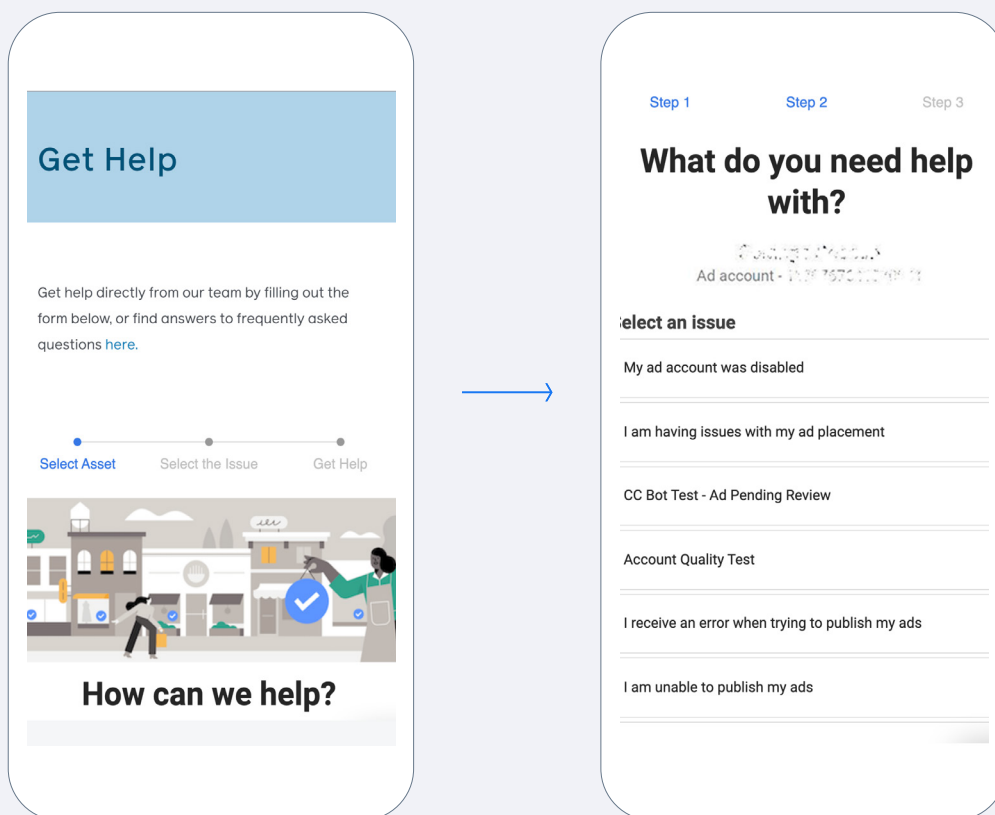 Get Help
Get help directly from our team by filling out the
form below, or find answers to frequently asked
questions here.
Select Asset
Select the Issue
Get Help
How can we help?
Step 1
Step 2
Step 3
What do you need help
with?
Ad account -
elect an issue
My ad account was disabled
I am having issues with my ad placement
CC Bot Test - Ad Pending Review
Account Quality Test
I receive an error when trying to publish my ads
I am unable to publish my ads